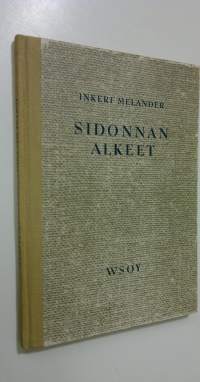 INKERI MELANDER
SIDONNAN
ALKEET
WSOY